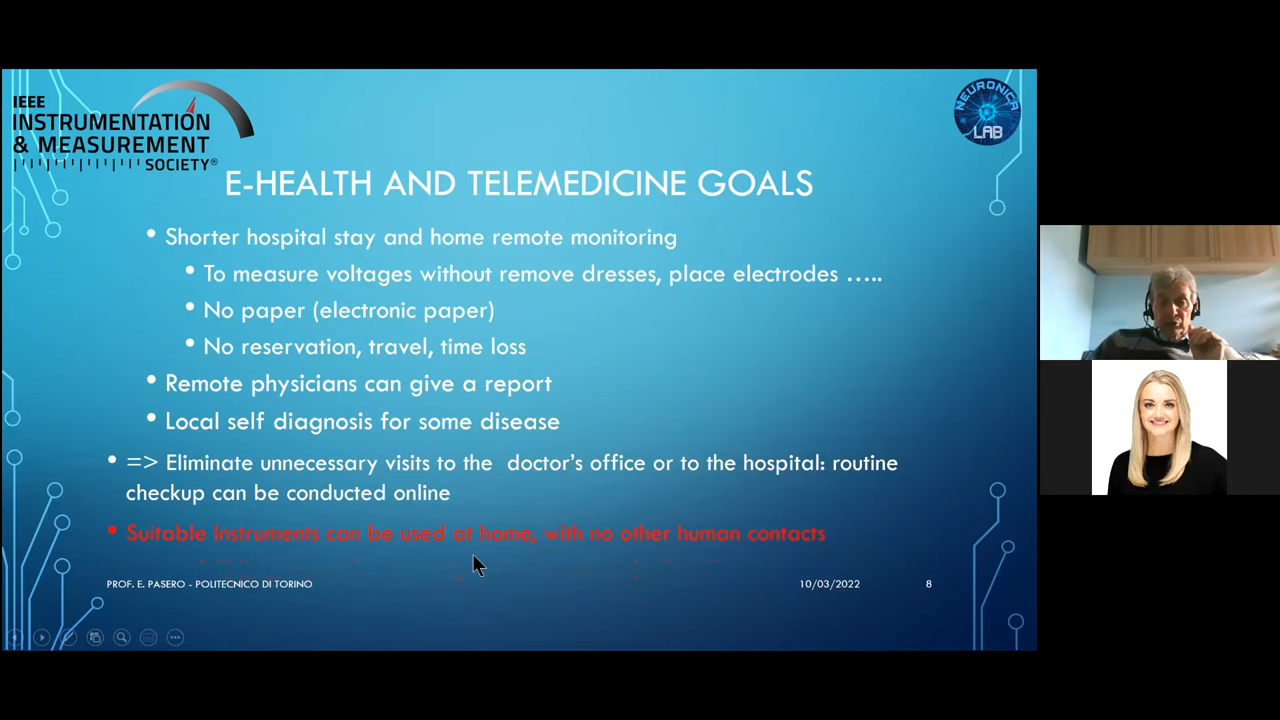 IEEE
INSTRUMENTATION
& MEASUREMENT
SOCIETY®
NEURONICA
LAB
E-HEALTH AND TELEMEDICINE GOALS
• Shorter hospital stay and home remote monitoring
• To measure voltages without remove dresses, place electrodes …..
• No paper (electronic paper)
• No reservation, travel, time loss
• Remote physicians can give a report
• Local self diagnosis for some disease
• => Eliminate unnecessary visits to the doctor's office or to the hospital: routine
checkup can be conducted online
• Suitable Instruments can be used at home, with no other human contacts
PROF. E. PASERO - POLITECNICO DI TORINO
10/03/2022
8